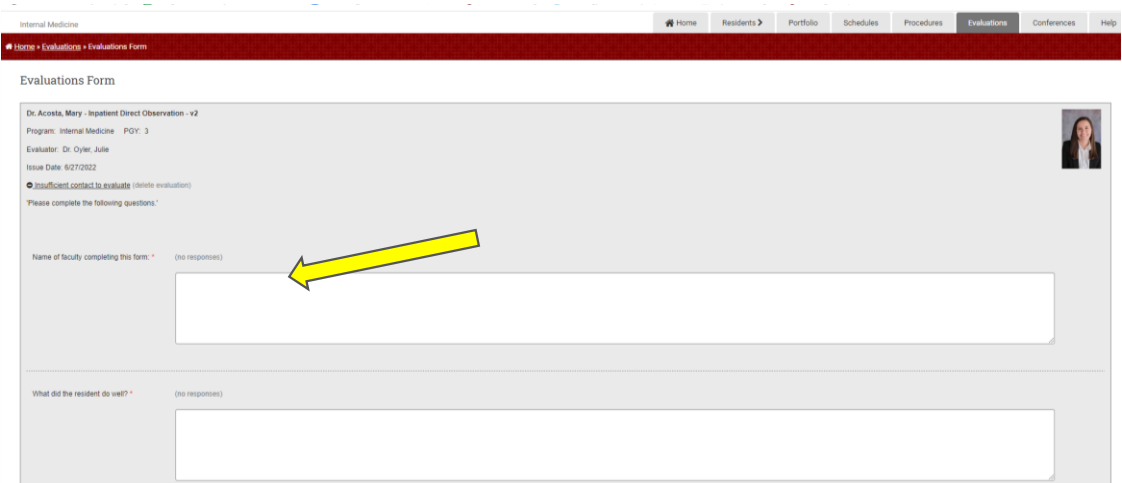 Internal Medicine
Home Residents Portfolio Schedules Procedures Evaluations Conferences Help
Home » Evaluations » Evaluations Form
Evaluations Form
Dr. Acosta, Mary - Inpatient Direct Observation - v2
Program: Internal Medicine PGY: 3
Evaluator: Dr. Oyler, Julie
Issue Date: 6/27/2022
Insufficient contact to evaluate (delete evaluation)
'Please complete the following questions.'
Name of faculty completing this form: * (no responses)
What did the resident do well? * (no responses)